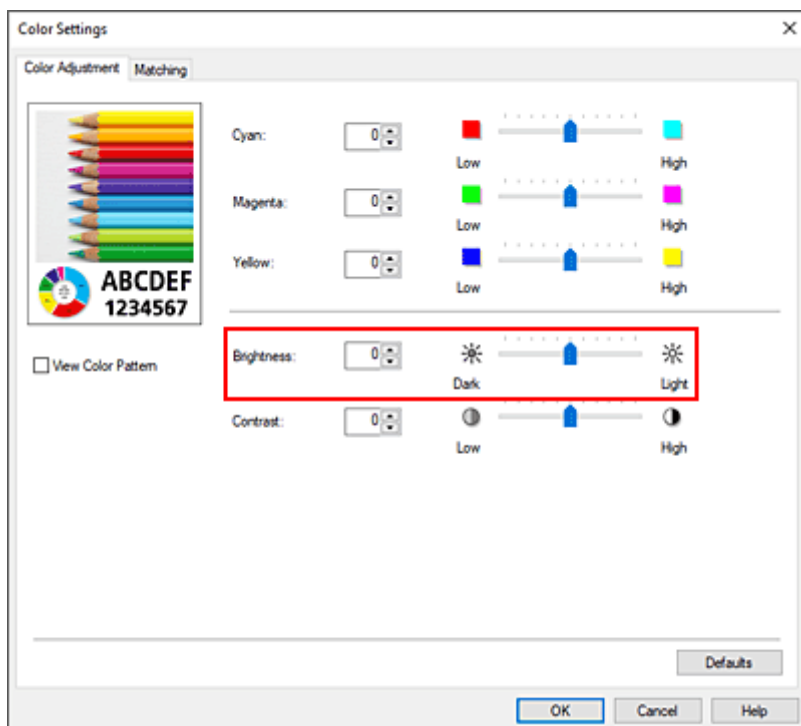 Color Settings
Color Adjustment Matching
Cyan: 0
Low High
Magenta: 0
Low High
Yellow: 0
Low High
ABCDEF
1234567
View Color Pattern
Brightness: 0
Dark Light
Contrast: 0
Low High
Defaults
OK Cancel Help